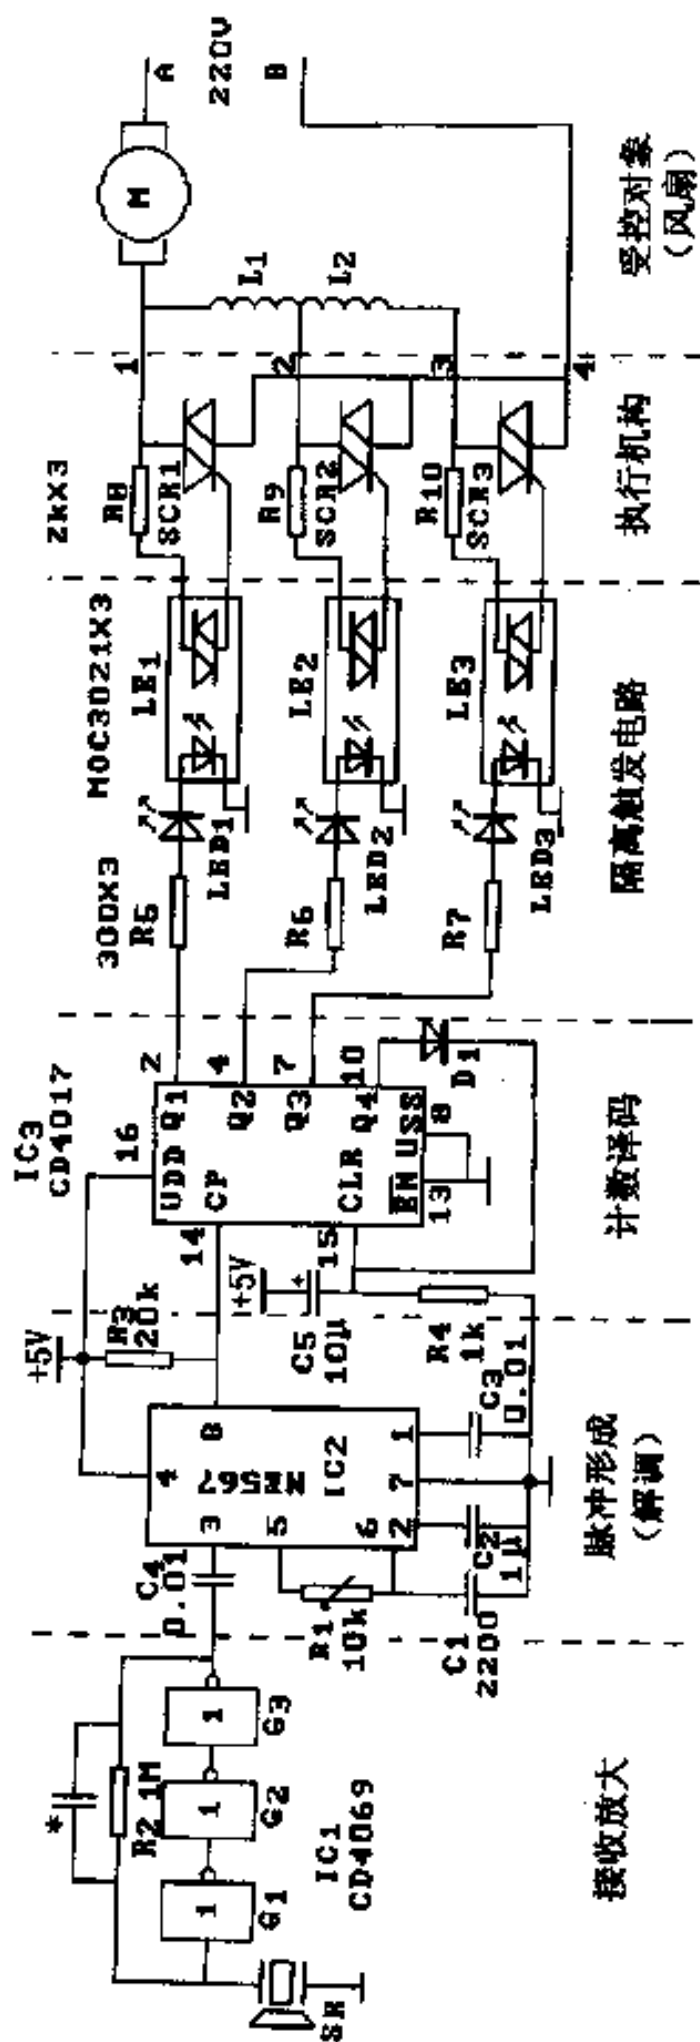 A
220V
B
M
L1
L2
1
2
3
4
受控对象
（风扇）
2k×3
R8
SCR1
R9
SCR2
R10
SCR3
执行机构
MOC3021×3
LE1
LE2
LE3
300×3
R5
LED1
R6
LED2
R7
LED3
隔离触发电路
IC3
CD4017
16
2
4
7
10
Q1
Q2
Q3
Q4
UDD
CP
CLR
EN
USS
8
13
14
15
D1
+5V
C5
10μ
R4
1k
计数译码
+5V
R3
20k
8
4
NE567
IC2
3
5
6
2
7
1
C3
0.01
C2
1μ
C4
0.01
R1
10k
C1
2200
脉冲形成
（解调）
*
R2 1M
1
G1
1
G2
1
G3
IC1
CD4069
接收放大